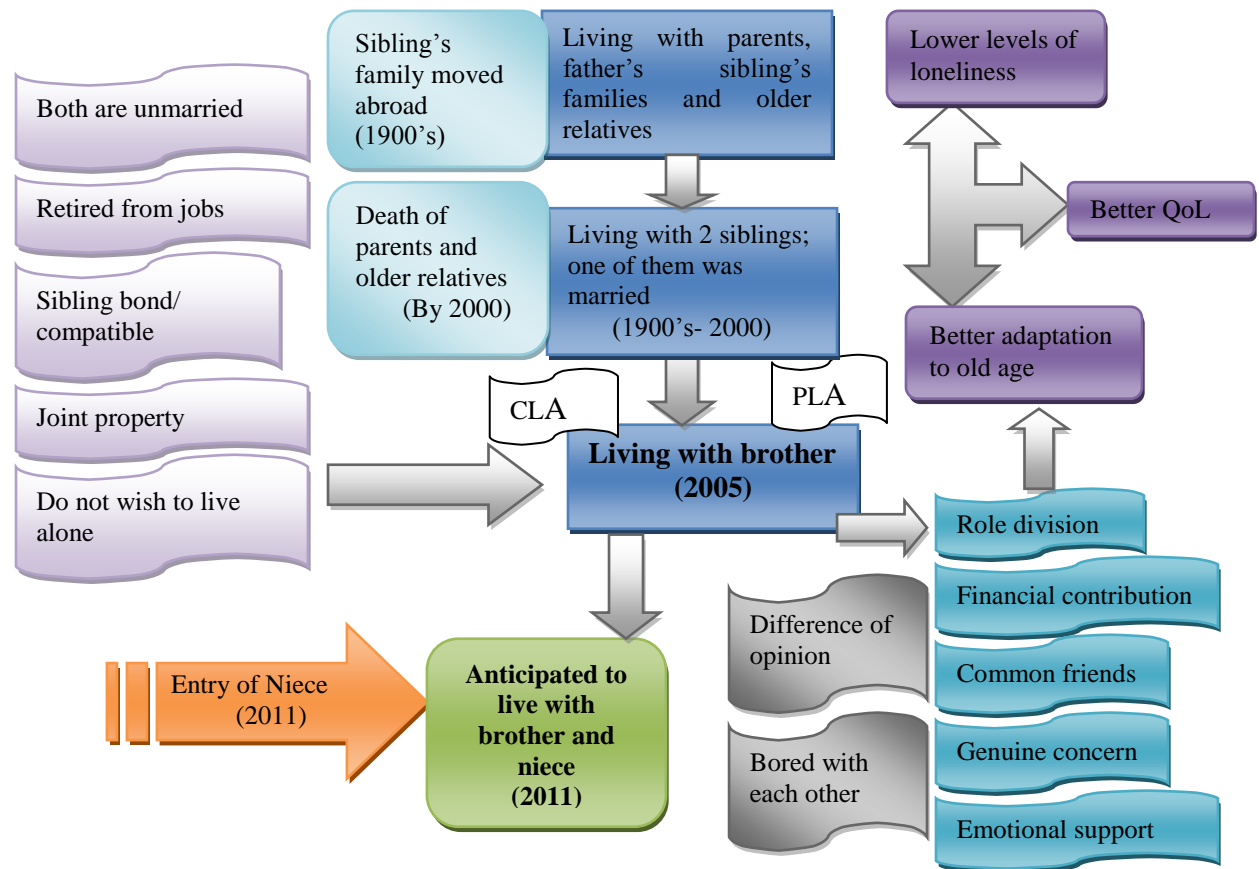 Sibling's
family moved
abroad
(1900's)
Living with parents,
father's sibling's
families and older
relatives
Lower levels of
loneliness
Both are unmarried
Retired from jobs
Sibling bond/
compatible
Joint property
Do not wish to live
alone
Death of
parents and
older relatives
(By 2000)
Living with 2 siblings;
one of them was
married
(1900's- 2000)
Better QoL
Better adaptation
to old age
CLA
PLA
Living with brother
(2005)
Role division
Financial contribution
Common friends
Genuine concern
Emotional support
Difference of
opinion
Bored with
each other
Entry of Niece
(2011)
Anticipated to
live with
brother and
niece
(2011)